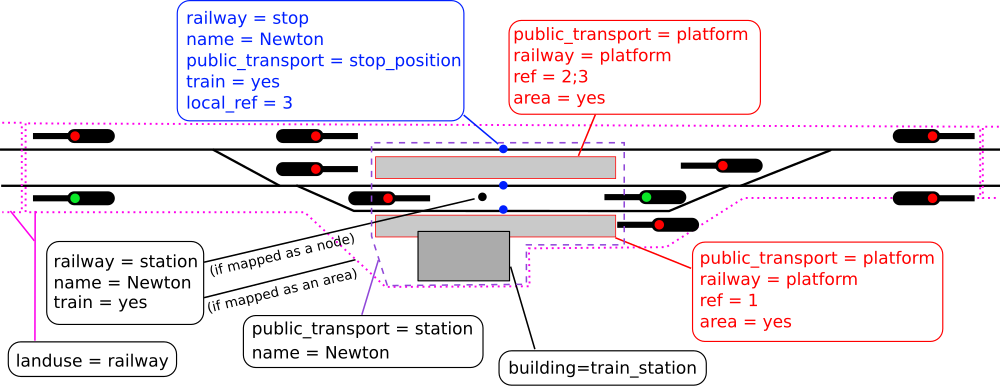 railway = stop
name = Newton
public_transport = stop_position
train = yes
local_ref = 3
public_transport = platform
railway = platform
ref = 2;3
area = yes
railway = station
name = Newton
train = yes
(if mapped as a node)
(if mapped as an area)
public_transport = platform
railway = platform
ref = 1
area = yes
public_transport = station
name = Newton
landuse = railway
building=train_station